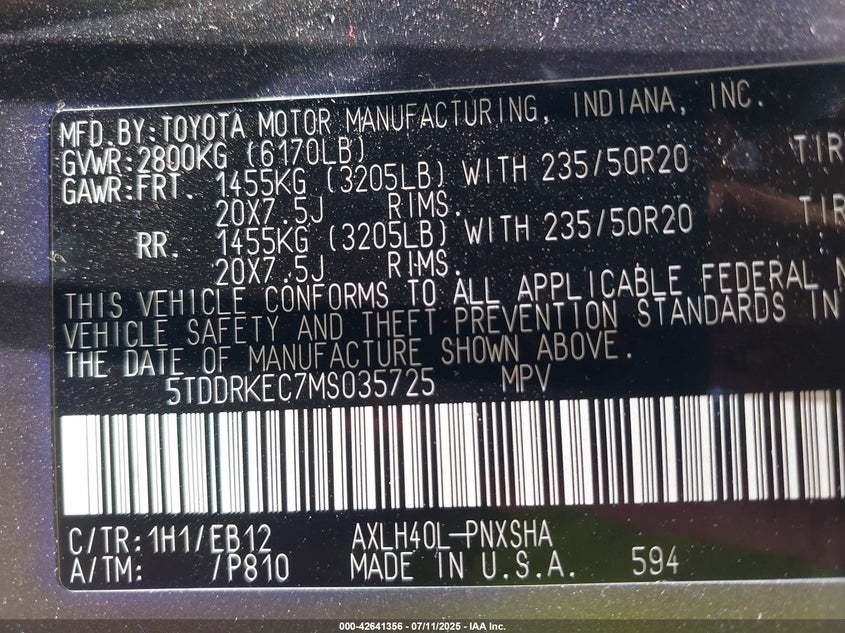 MFD.BY:TOYOTA MOTOR MANUFACTURING, INDIANA, INC.
GVWR:2800KG (6170LB)
GAWR:FRT. 1455KG (3205LB) WITH 235/50R20 TIR
20X7.5J RIMS.
RR. 1455KG (3205LB) WITH 235/50R20 TIR
20X7.5J RIMS.
THIS VEHICLE CONFORMS TO ALL APPLICABLE FEDERAL M
VEHICLE SAFETY AND THEFT PREVENTION STANDARDS IN
THE DATE OF MANUFACTURE SHOWN ABOVE.
5TDDRKEC7MS035725 MPV
C/TR:1H1/EB12 AXLH40L-PNXSHA
A/TM: /P810 MADE IN U.S.A. 594
000-42641356 - 07/11/2025 - IAA Inc.